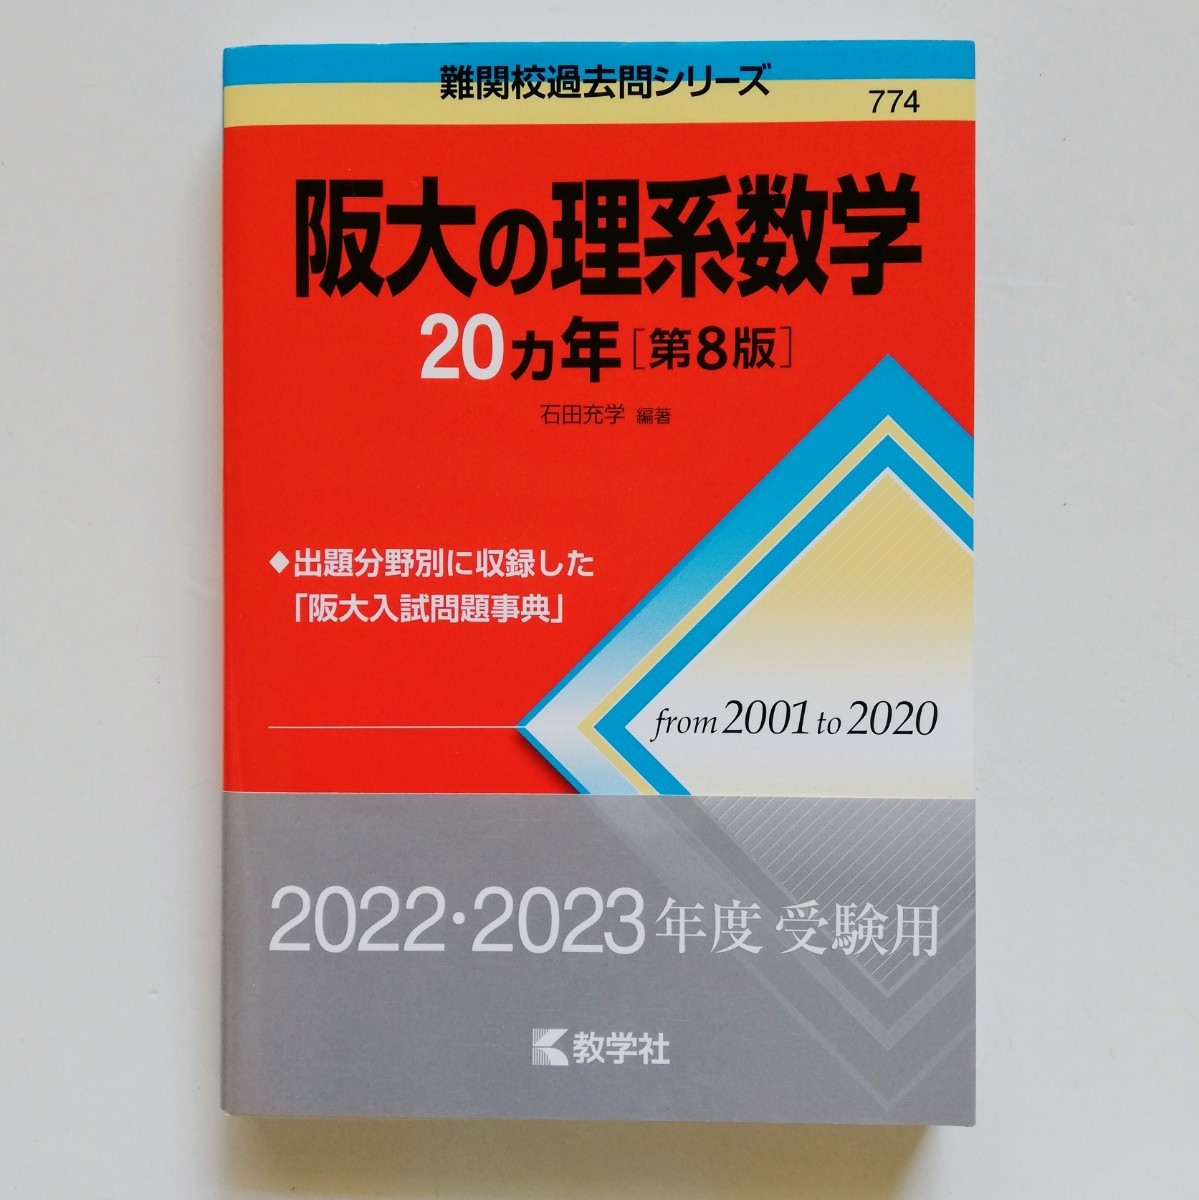 難関校過去問シリーズ
774
阪大の理系数学
20ヵ年[第8版]
石田充学 編著
◆出題分野別に収録した
「阪大入試問題事典」
from 2001 to 2020
2022・2023年度 受験用
教学社